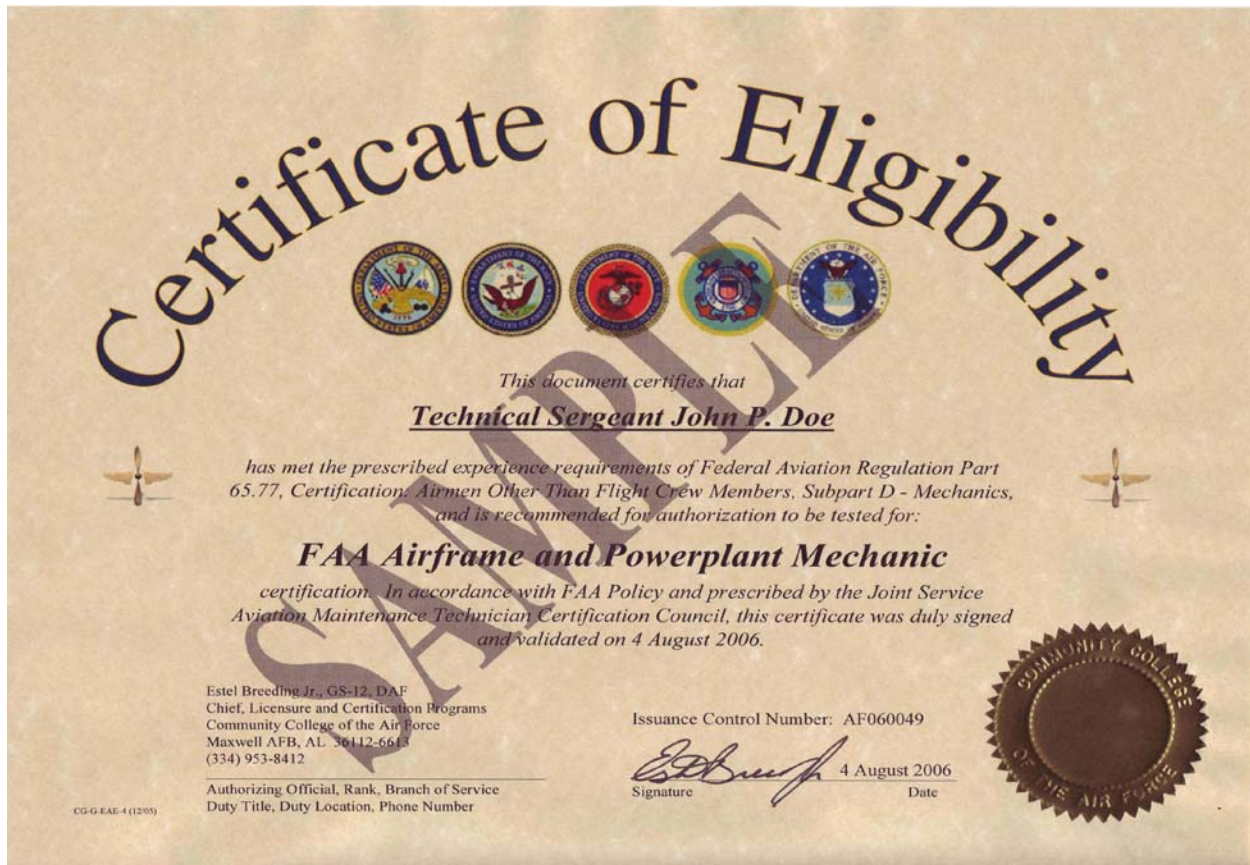 Certificate of Eligibility
This document certifies that
Technical Sergeant John P. Doe
has met the prescribed experience requirements of Federal Aviation Regulation Part
65.77, Certification: Airmen Other Than Flight Crew Members, Subpart D - Mechanics,
and is recommended for authorization to be tested for:
FAA Airframe and Powerplant Mechanic
certification. In accordance with FAA Policy and prescribed by the Joint Service
Aviation Maintenance Technician Certification Council, this certificate was duly signed
and validated on 4 August 2006.
SAMPLE
Estel Breeding Jr., GS-12, DAF
Chief, Licensure and Certification Programs
Community College of the Air Force
Maxwell AFB, AL 36112-6613
(334) 953-8412
Authorizing Official, Rank, Branch of Service
Duty Title, Duty Location, Phone Number
Issuance Control Number: AF060049
4 August 2006
Signature Date
COMMUNITY COLLEGE
OF THE AIR FORCE
CG-G-EAE-4 (12/05)